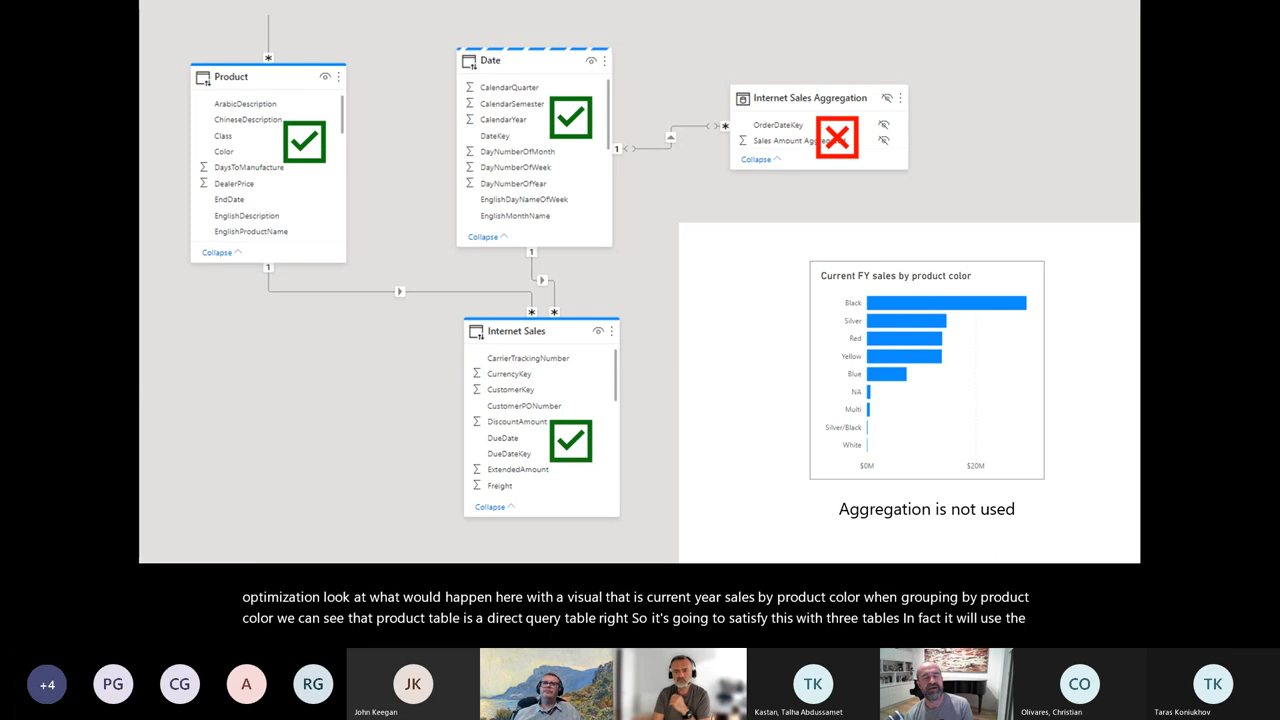 Product
ArabicDescription
ChineseDescription
Class
Color
DaysToManufacture
DealerPrice
EndDate
EnglishDescription
EnglishProductName
Collapse
*
1
Date
CalendarQuarter
CalendarSemester
CalendarYear
DateKey
DayNumberOfMonth
DayNumberOfWeek
DayNumberOfYear
EnglishDayNameOfWeek
EnglishMonthName
Collapse
1
1
*
Internet Sales Aggregation
OrderDateKey
Sales Amount
Collapse
* *
Internet Sales
CarrierTrackingNumber
CurrencyKey
CustomerKey
CustomerPONumber
DiscountAmount
DueDate
DueDateKey
ExtendedAmount
Freight
Collapse
Current FY sales by product color
Black
Silver
Red
Yellow
Blue
NA
Multi
Silver/Black
White
$0M $20M
Aggregation is not used
optimization look at what would happen here with a visual that is current year sales by product color when grouping by product
color we can see that product table is a direct query table right So it's going to satisfy this with three tables In fact it will use the
+4 PG CG A RG JK TK CO TK
John Keegan
Kastan, Talha Abdussamet
Olivares, Christian
Taras Koniukhov